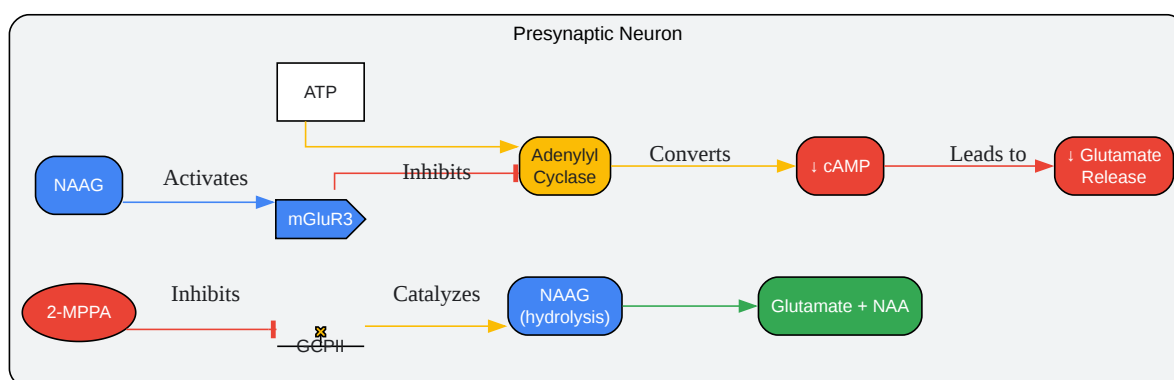 Presynaptic Neuron
ATP
NAAG
Activates
mGluR3
Inhibits
Adenylyl
Cyclase
Converts
↓ cAMP
Leads to
↓ Glutamate
Release
2-MPPA
Inhibits
GCPII
Catalyzes
NAAG
(hydrolysis)
Glutamate + NAA